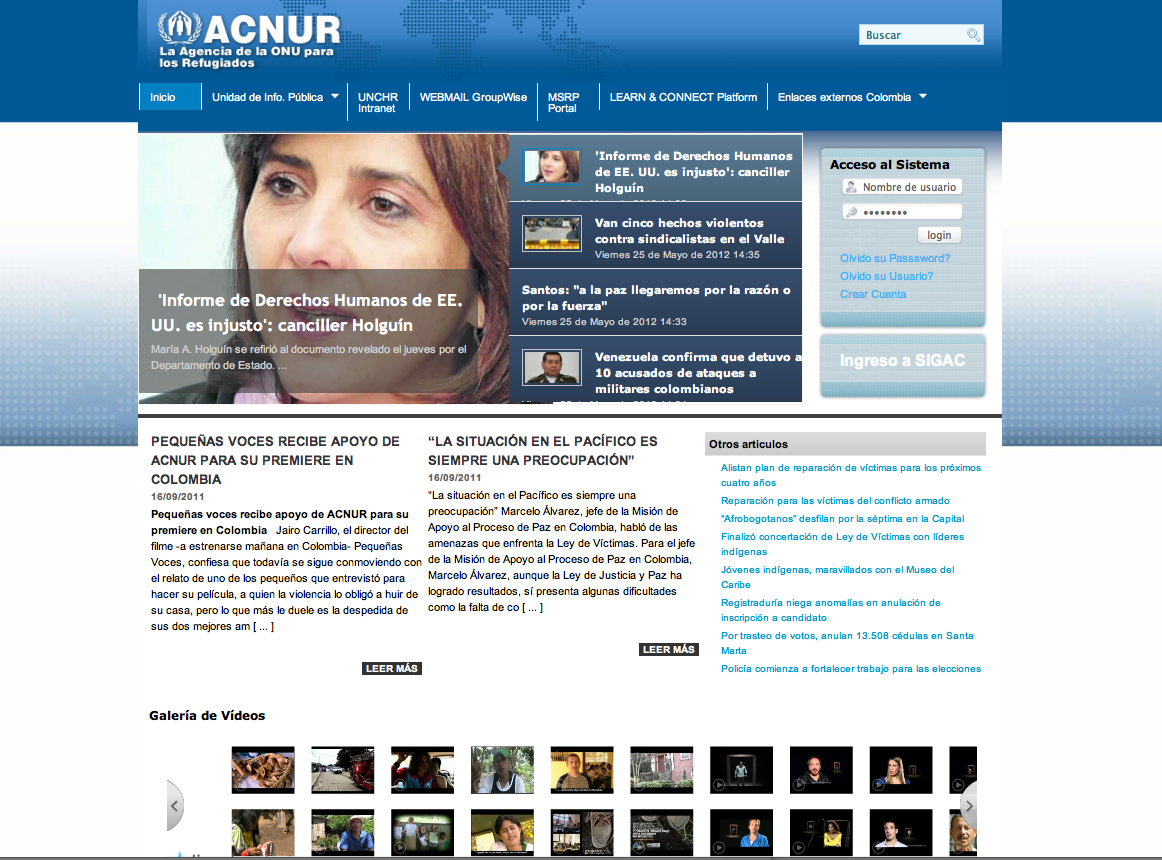 ACNUR
La Agencia de la ONU para
los Refugiados
Buscar
Inicio
Unidad de Info. Pública
UNCHR
Intranet
WEBMAIL GroupWise
MSRP
Portal
LEARN & CONNECT Platform
Enlaces externos Colombia
'Informe de Derechos Humanos de EE.
UU. es injusto': canciller Holguín
María A. Holguín se refirió al documento revelado el jueves por el
Departamento de Estado. ...
'Informe de Derechos Humanos
de EE. UU. es injusto': canciller
Holguín
Van cinco hechos violentos
contra sindicalistas en el Valle
Viernes 25 de Mayo de 2012 14:35
Santos: "a la paz llegaremos por la razón o
por la fuerza"
Viernes 25 de Mayo de 2012 14:33
Venezuela confirma que detuvo a
10 acusados de ataques a
militares colombianos
Acceso al Sistema
Nombre de usuario
login
Olvido su Passsword?
Olvido su Usuario?
Crear Cuenta
Ingreso a SIGAC
PEQUEÑAS VOCES RECIBE APOYO DE
ACNUR PARA SU PREMIERE EN
COLOMBIA
16/09/2011
Pequeñas voces recibe apoyo de ACNUR para su
premiere en Colombia Jairo Carrillo, el director del
filme -a estrenarse mañana en Colombia- Pequeñas
Voces, confiesa que todavía se sigue conmoviendo con
el relato de uno de los pequeños que entrevistó para
hacer su película, a quien la violencia lo obligó a huir de
su casa, pero lo que más le duele es la despedida de
sus dos mejores am [ ... ]
LEER MÁS
“LA SITUACIÓN EN EL PACÍFICO ES
SIEMPRE UNA PREOCUPACIÓN”
16/09/2011
“La situación en el Pacífico es siempre una
preocupación” Marcelo Álvarez, jefe de la Misión de
Apoyo al Proceso de Paz en Colombia, habló de las
amenazas que enfrenta la Ley de Víctimas. Para el jefe
de la Misión de Apoyo al Proceso de Paz en Colombia,
Marcelo Álvarez, aunque la Ley de Justicia y Paz ha
logrado resultados, sí presenta algunas dificultades
como la falta de co [ ... ]
LEER MÁS
Otros articulos
Alistan plan de reparación de víctimas para los próximos
cuatro años
Reparación para las víctimas del conflicto armado
"Afrobogotanos" desfilan por la séptima en la Capital
Finalizó concertación de Ley de Víctimas con líderes
indígenas
Jóvenes indígenas, maravillados con el Museo del
Caribe
Registraduría niega anomalías en anulación de
inscripción a candidato
Por trasteo de votos, anulan 13.508 cédulas en Santa
Marta
Policía comienza a fortalecer trabajo para las elecciones
Galería de Vídeos